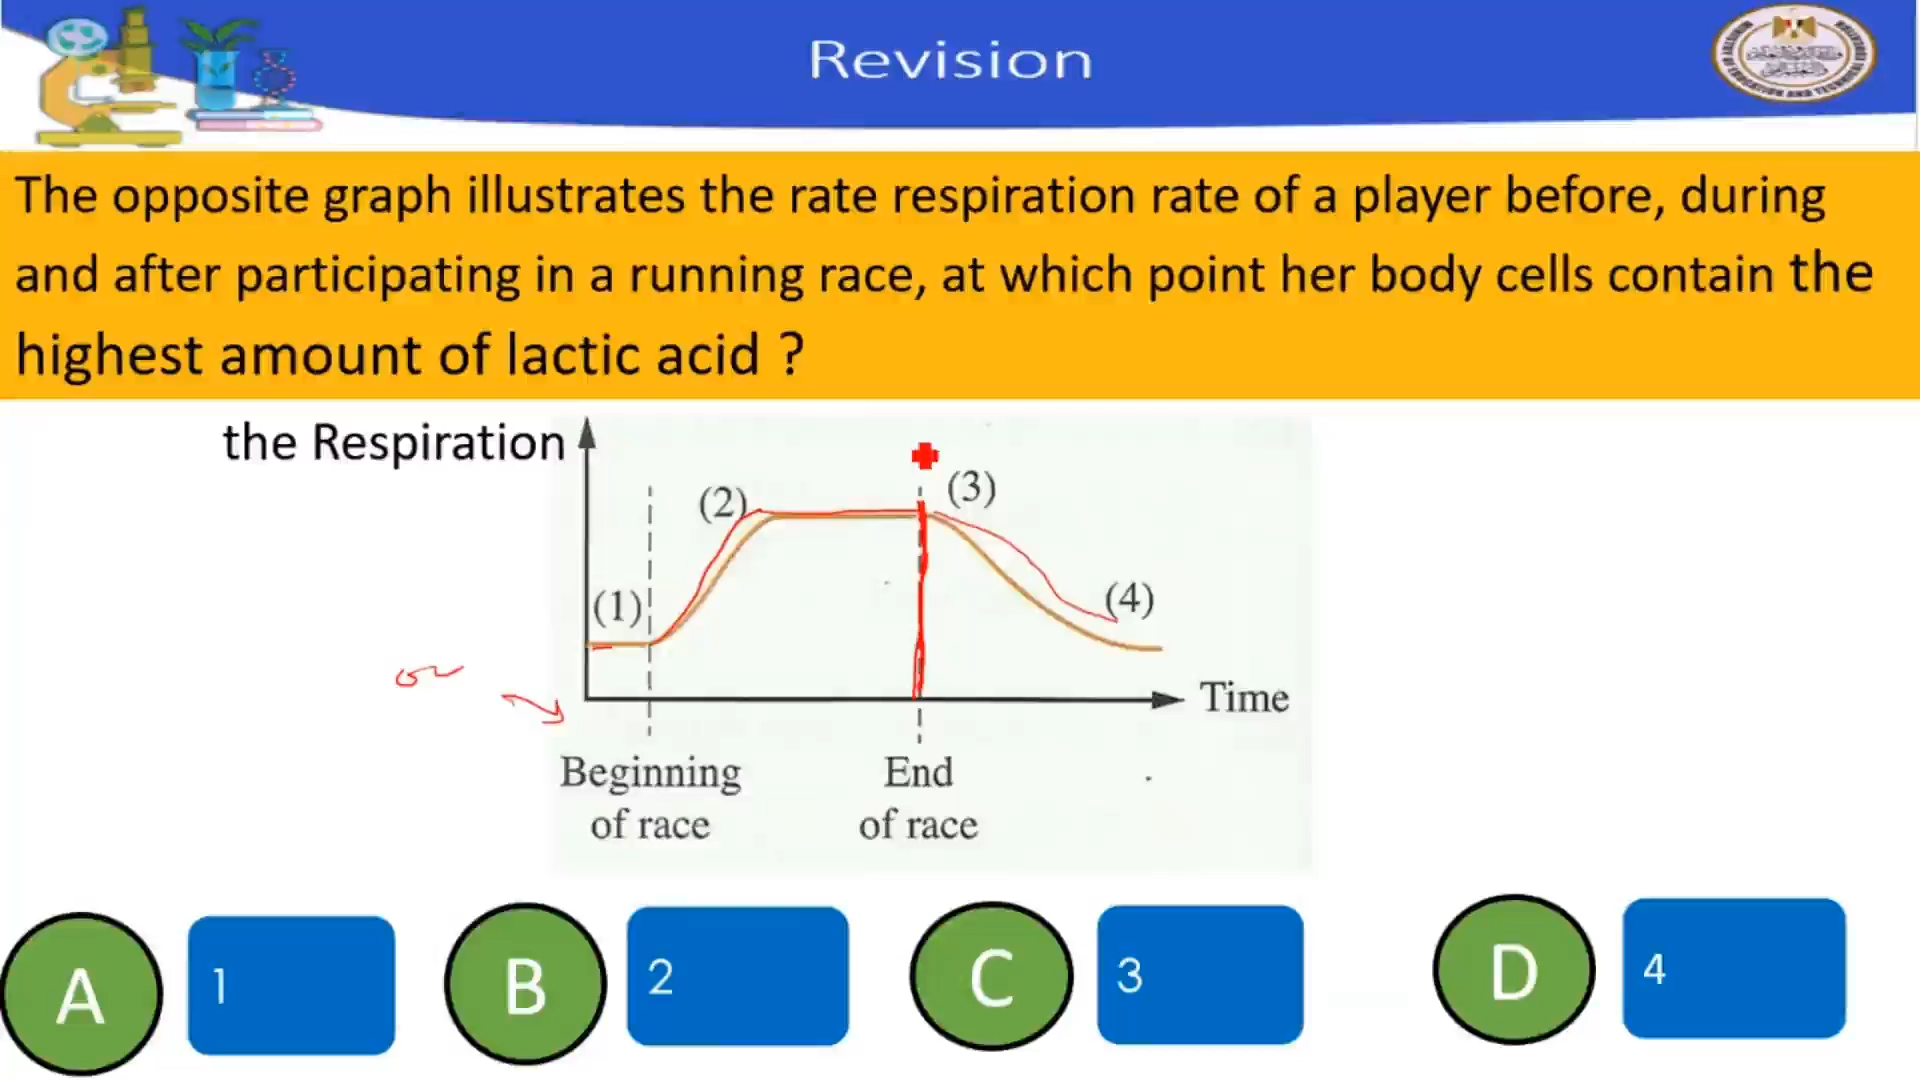 Revision
The opposite graph illustrates the rate respiration rate of a player before, during
and after participating in a running race, at which point her body cells contain the
highest amount of lactic acid ?
the Respiration
(3)
(2)
(1)
(4)
Time
Beginning
of race
End
of race
A
1
B
2
C
3
D
4